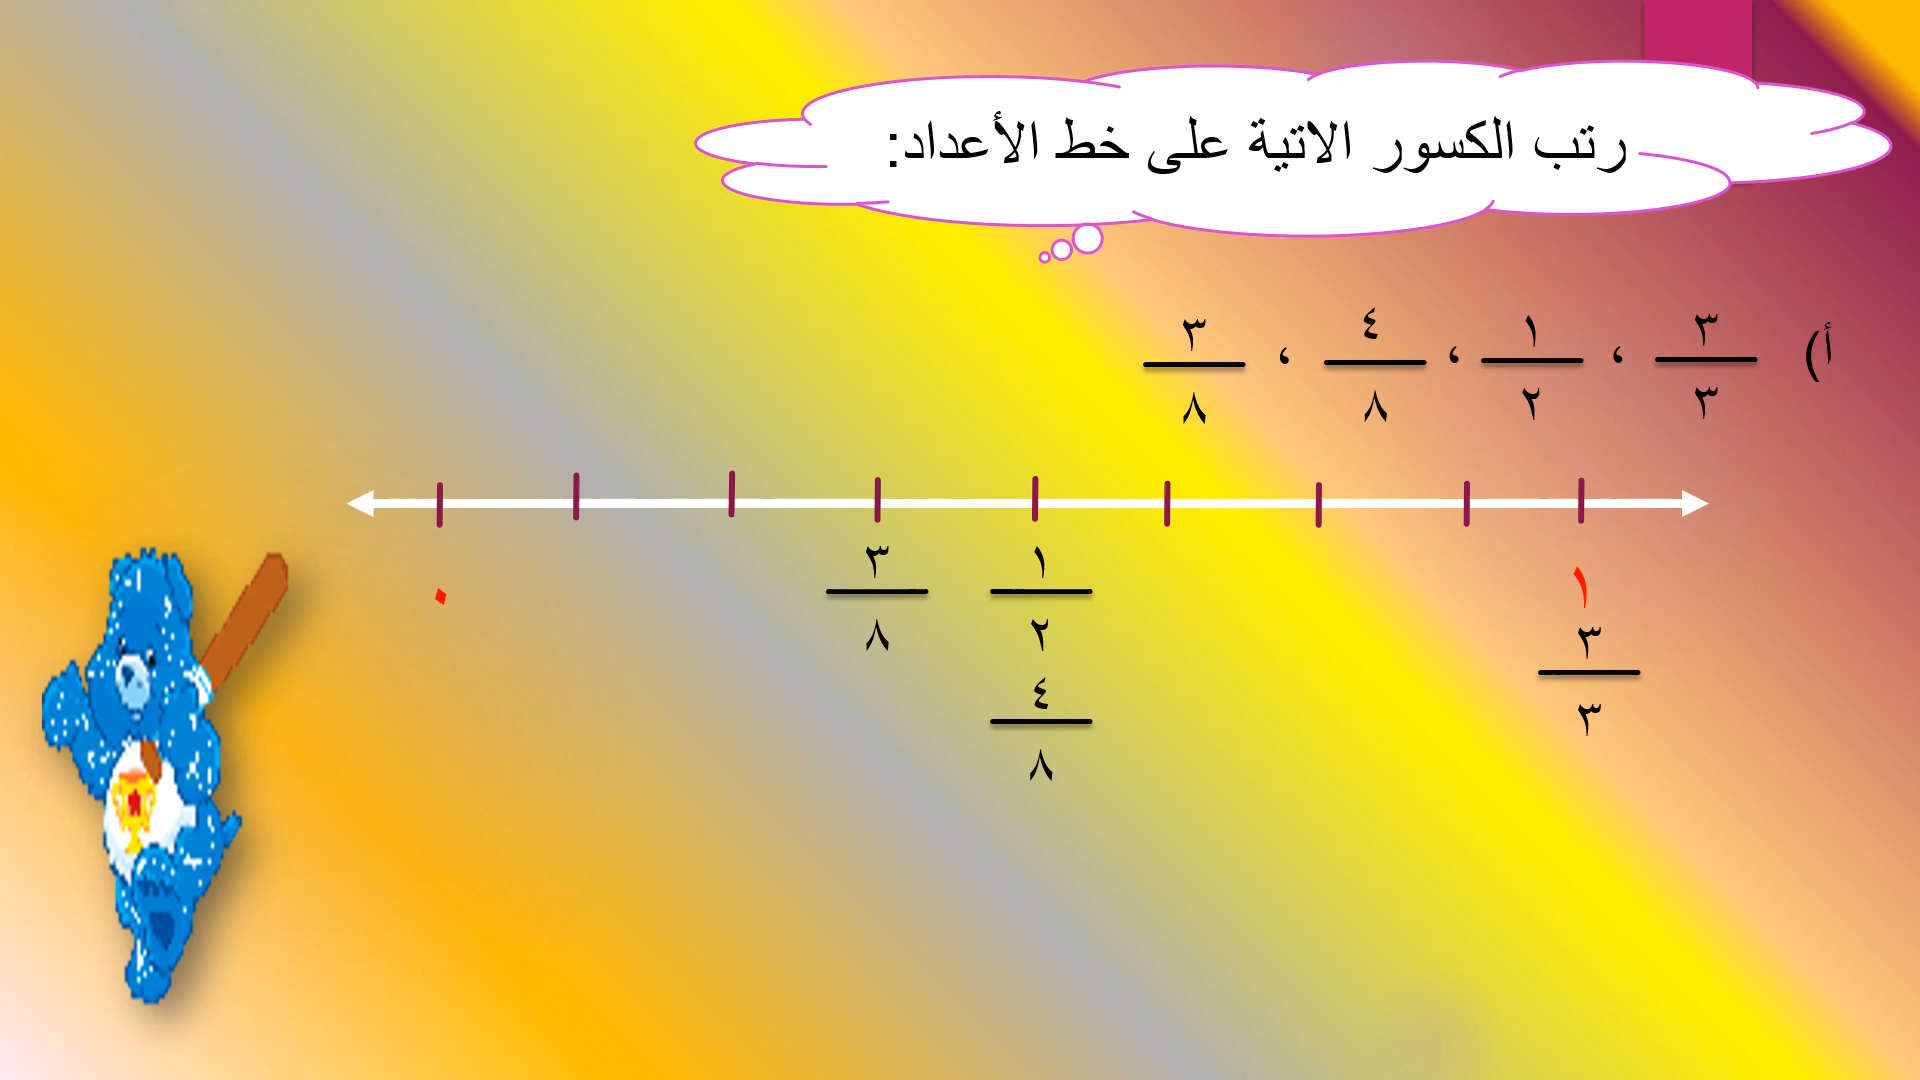 رتب الكسور الاتية على خط الأعداد:
أ) ٣/٣ ، ١/٢ ، ٤/٨ ، ٣/٨
٠ ٣/٨ ١/٢ ١
٤/٨ ٣/٣